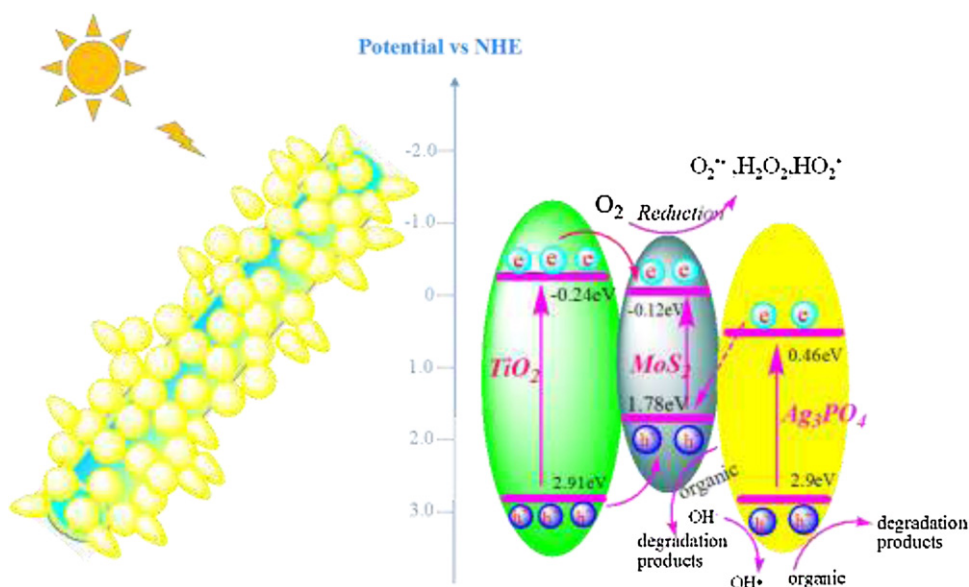 Potential vs NHE
-2.0
-1.0
0
1.0
2.0
3.0
O₂•⁻ ,H₂O₂,HO₂•
O₂ Reduction
e e e
-0.24eV
TiO₂
2.91eV
h⁺ h⁺ h⁺
e e
-0.12eV
MoS₂
1.78eV
h h
e e
0.46eV
Ag₃PO₄
2.9eV
h⁺ h⁺
organic
degradation
products
OH⁻
OH•
organic
degradation
products